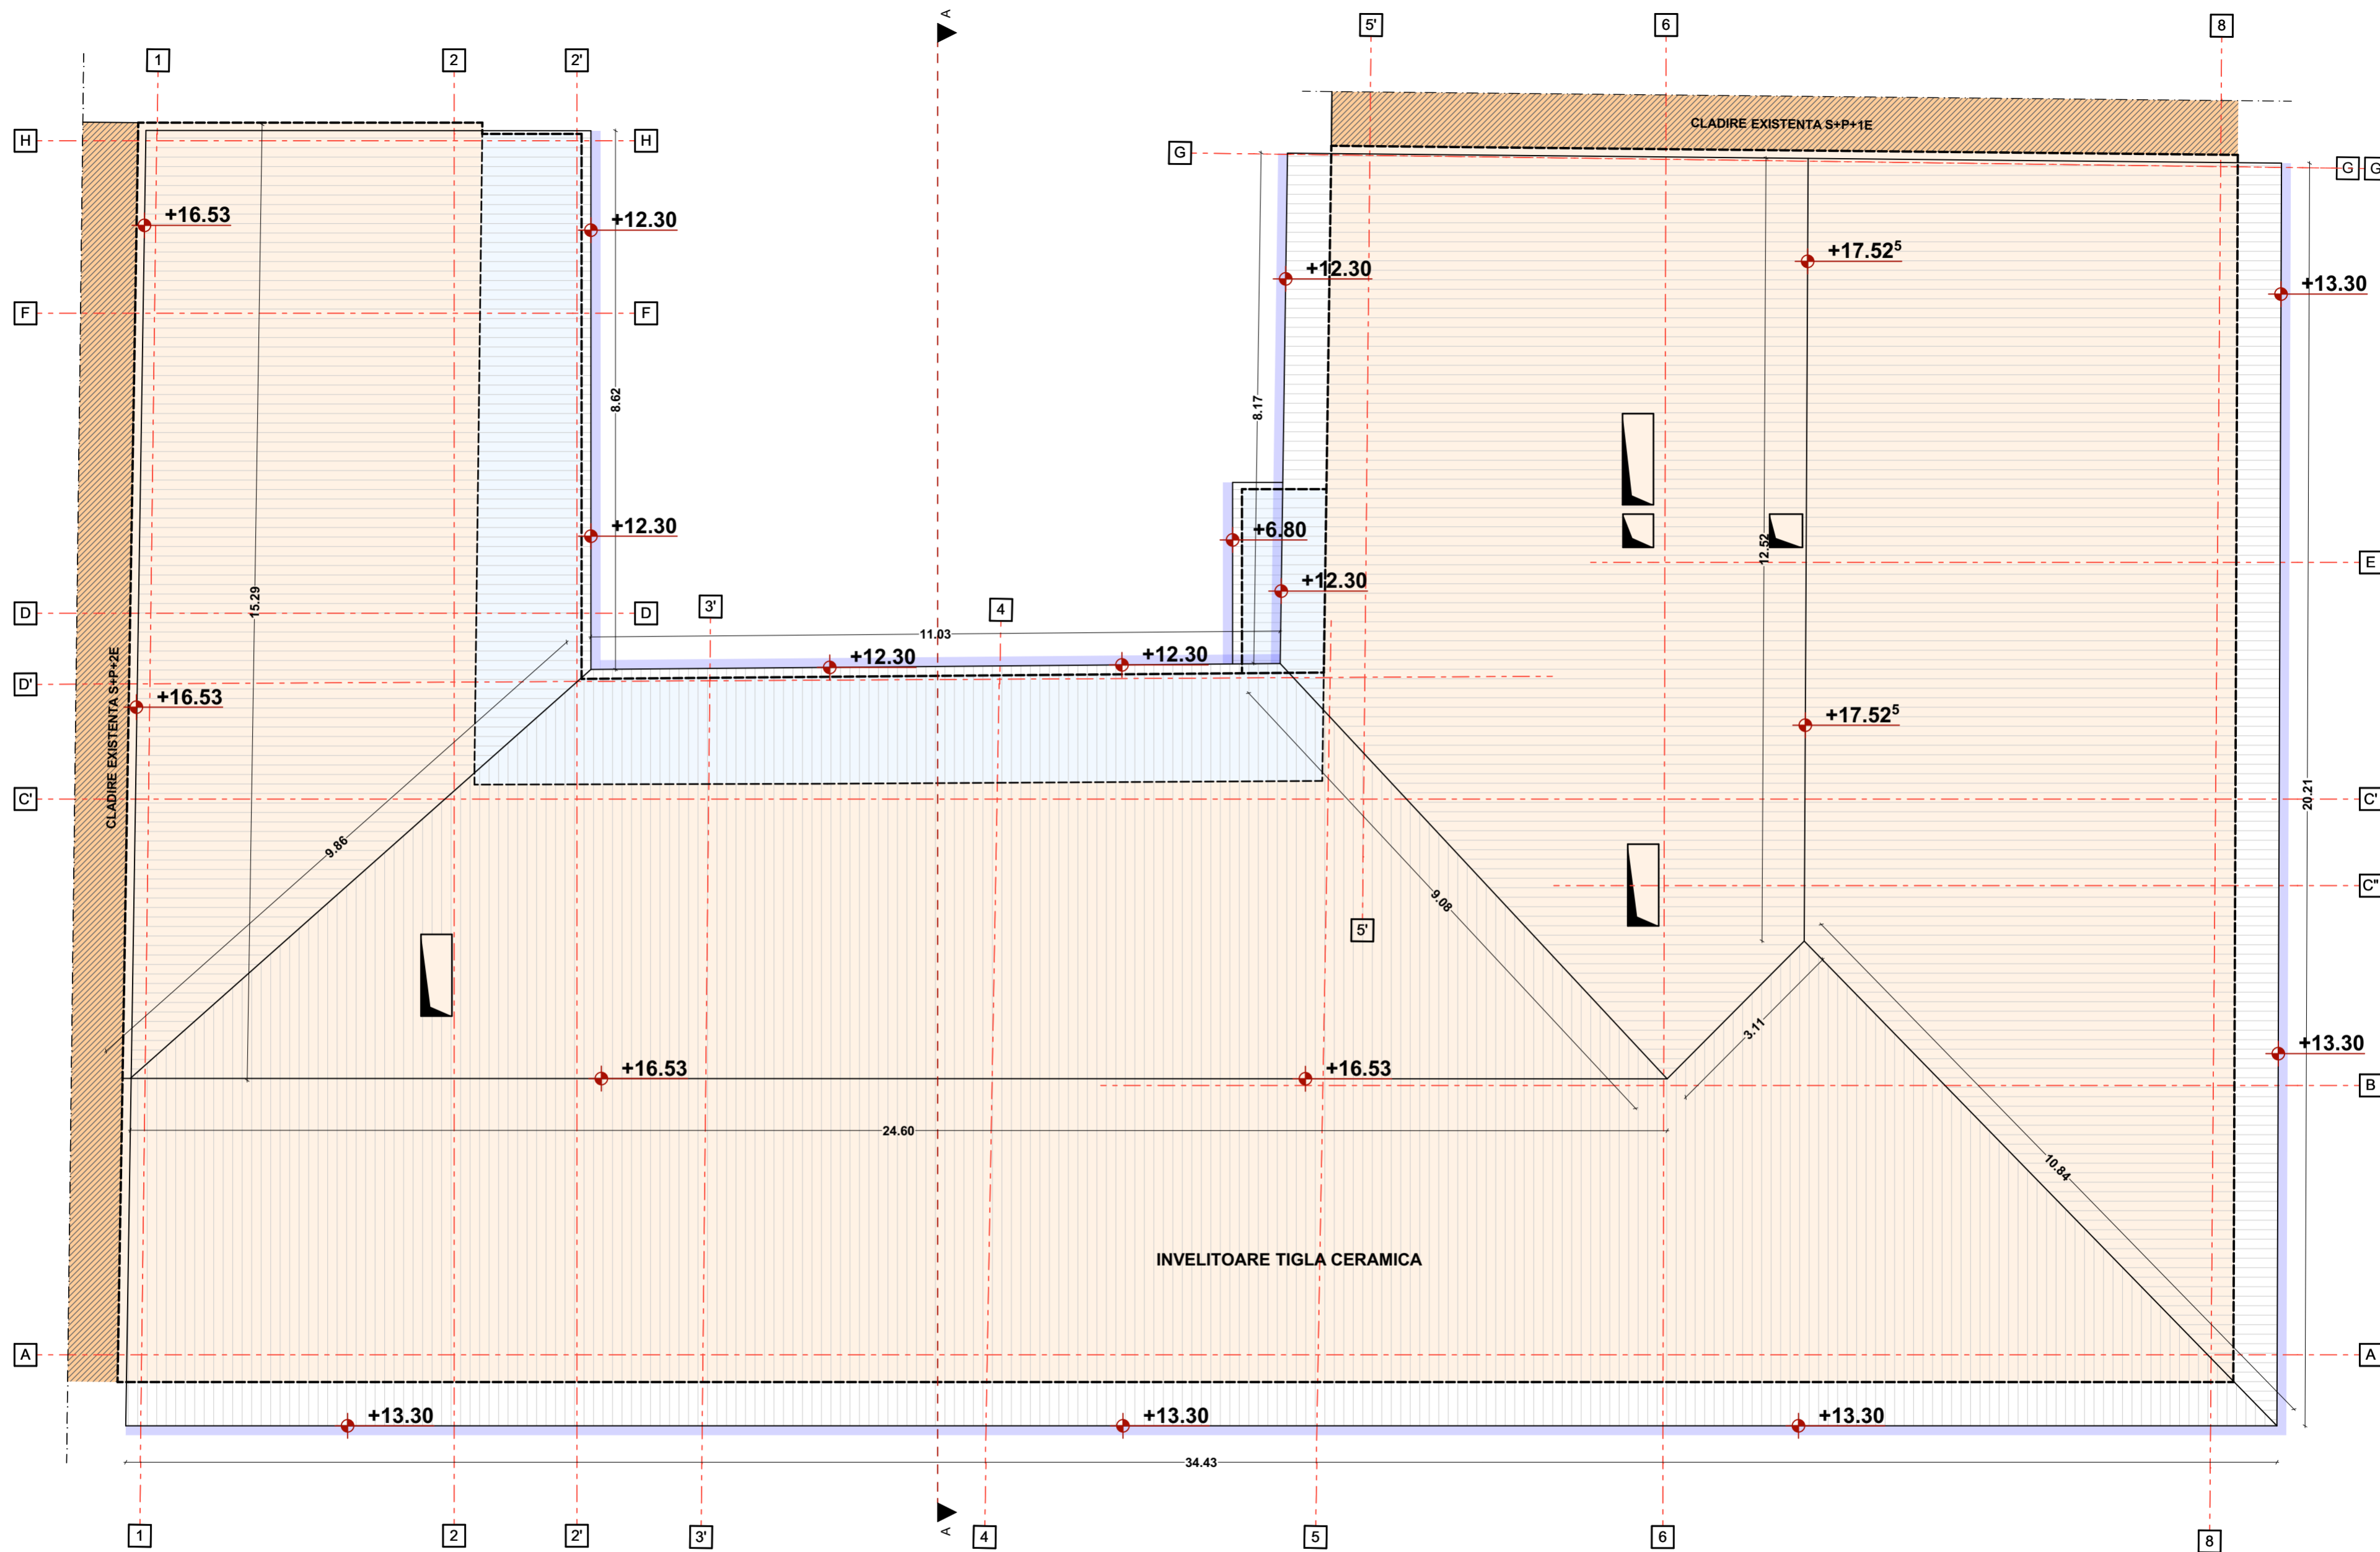 A
5'
6
8
1
2
2'
CLADIRE EXISTENTA S+P+1E
H
H
G
G
G
+16.53
+12.30
+17.52⁵
+12.30
+13.30
F
F
8.62
8.17
+12.30
+6.80
12.52
E
+12.30
15.29
D
D
3'
4
11.03
+12.30
+12.30
D'
+16.53
+17.52⁵
CLADIRE EXISTENTA S+P+2E
C'
C'
20.21
9.86
9.08
C"
5'
3.11
+13.30
+16.53
+16.53
B
24.60
10.84
INVELITOARE TIGLA CERAMICA
A
A
+13.30
+13.30
+13.30
34.43
A
1
2
2'
3'
4
5
6
8